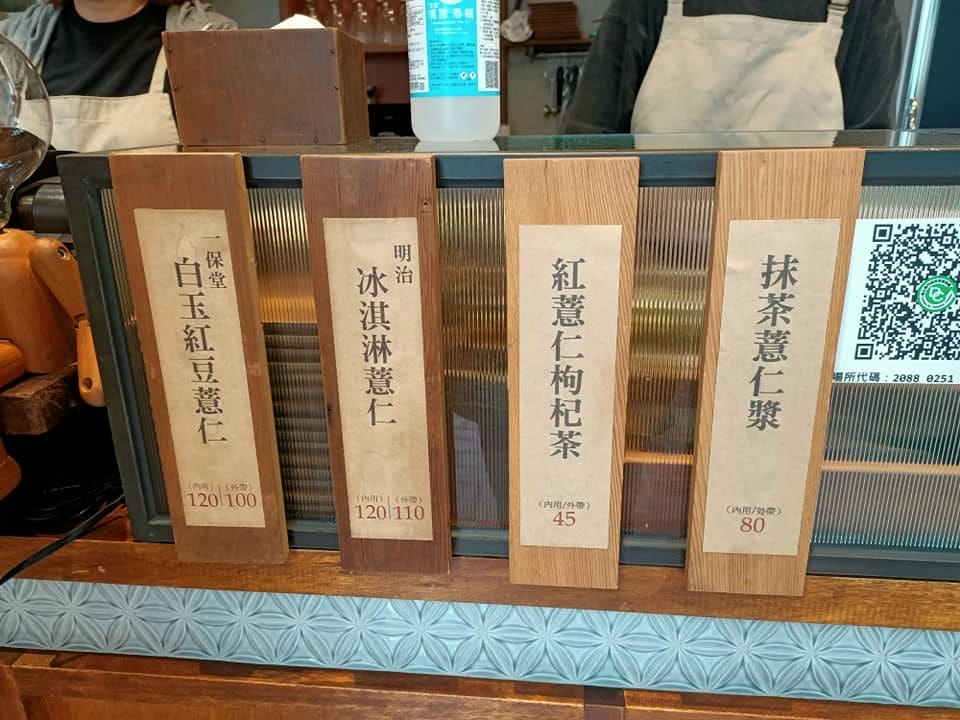 一保堂
白玉紅豆薏仁
(內用) | (外帶)
120 | 100
明治
冰淇淋薏仁
(內用) | (外帶)
120 | 110
紅薏仁枸杞茶
(內用/外帶)
45
抹茶薏仁漿
(內用/外帶)
80
場所代碼：2088 0251